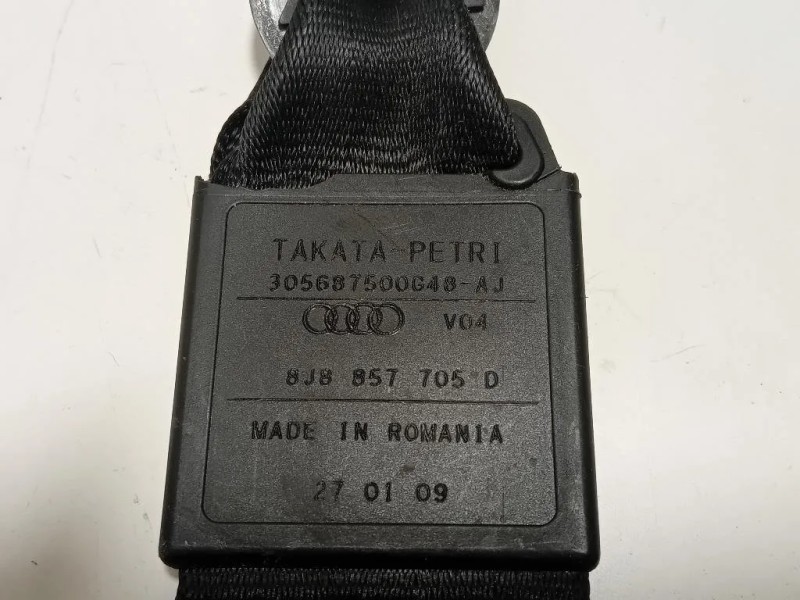 TAKATA-PETRI
305687500G48-AJ
V04
8J8 857 705 D
MADE IN ROMANIA
27 01 09